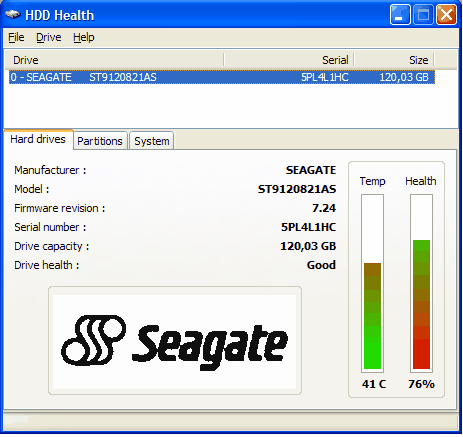 HDD Health
File Drive Help
Drive Serial Size
0 - SEAGATE ST9120821AS 5PL4L1HC 120,03 GB
Hard drives Partitions System
Manufacturer : SEAGATE
Model : ST9120821AS
Firmware revision : 7.24
Serial number : 5PL4L1HC
Drive capacity : 120,03 GB
Drive health : Good
Temp Health
41 C 76%
Seagate